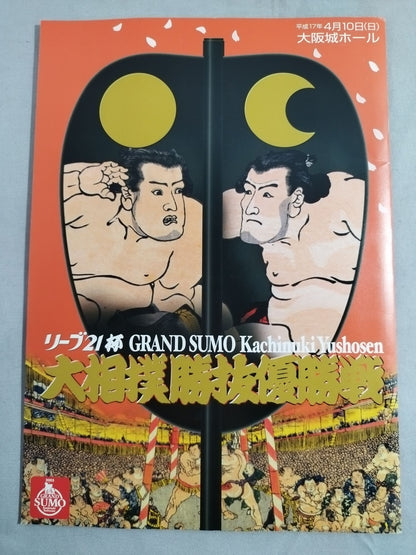 平成17年 4月10日(日)
大阪城ホール
リーブ21杯 GRAND SUMO Kachinuki Yushosen
大相撲勝抜優勝戦
GRAND
SUMO